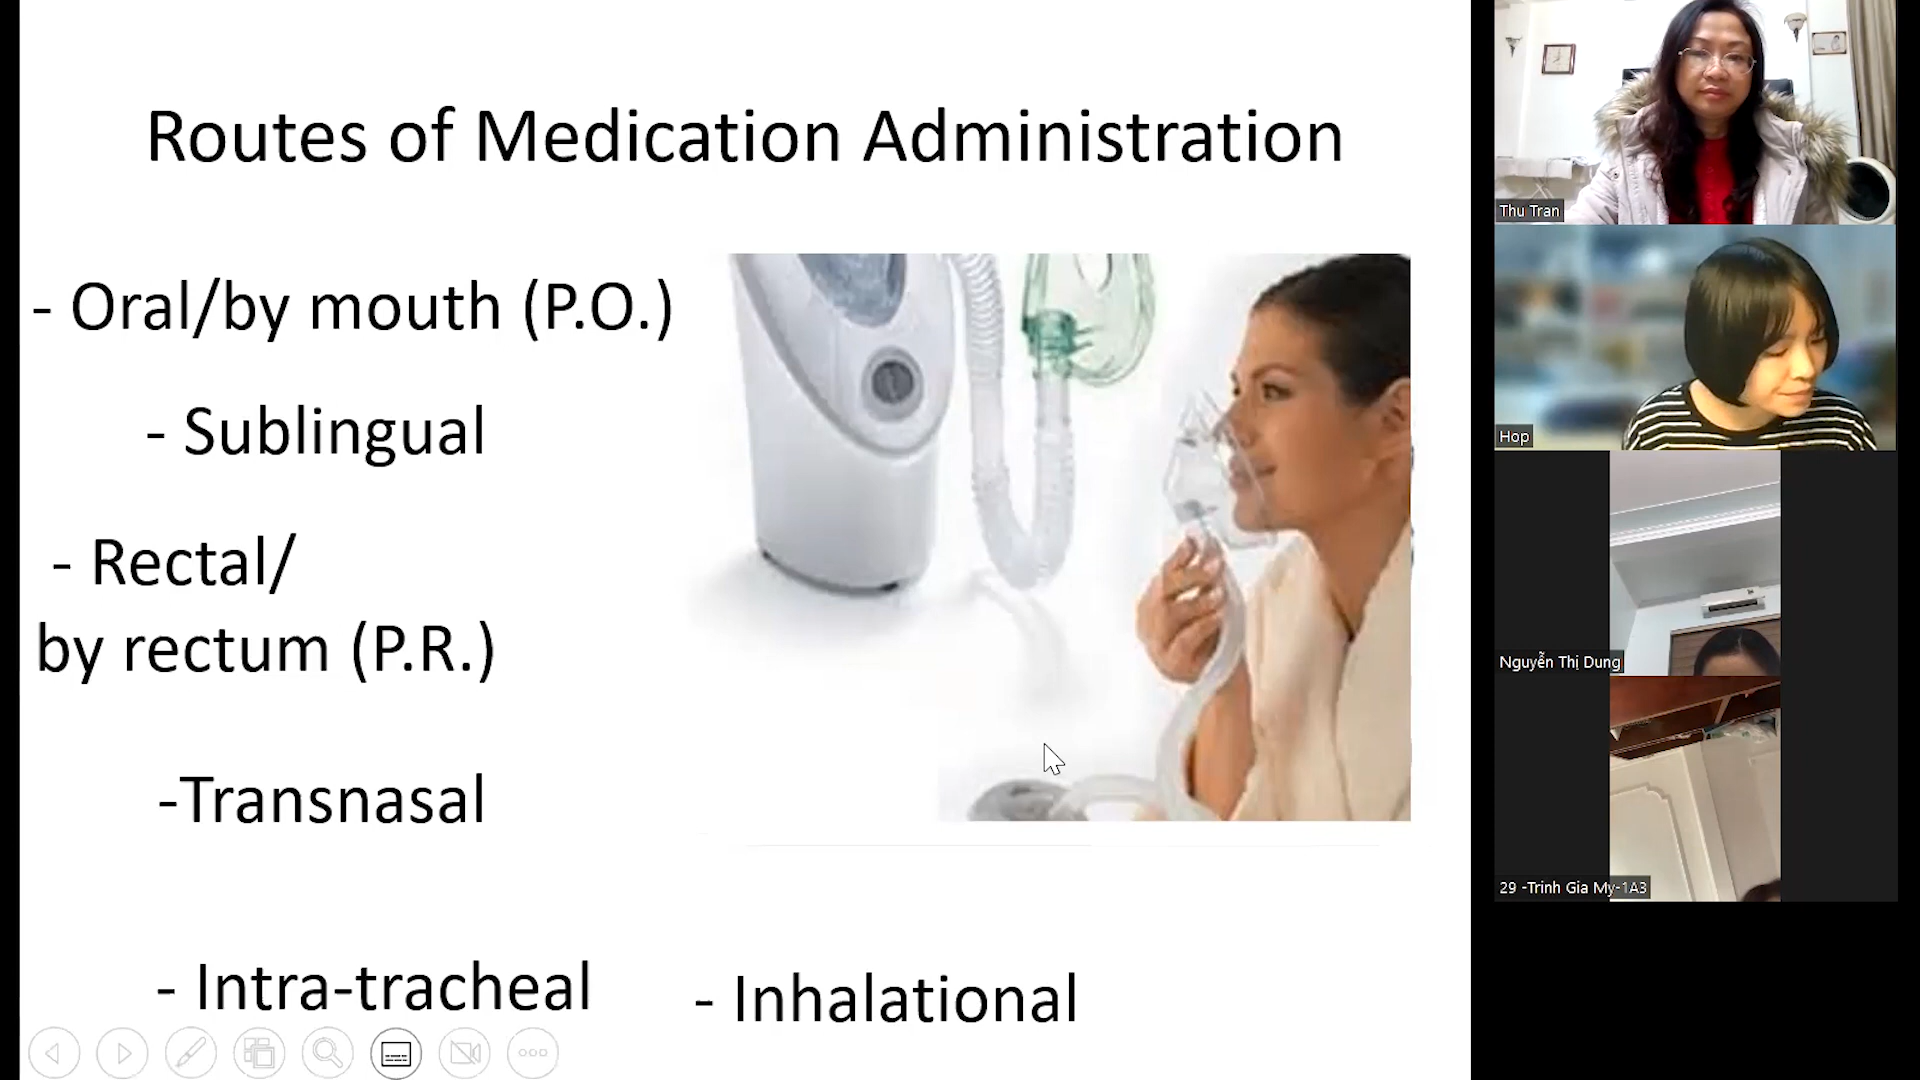 Routes of Medication Administration
- Oral/by mouth (P.O.)
- Sublingual
- Rectal/
by rectum (P.R.)
-Transnasal
- Intra-tracheal
- Inhalational
Thu Tran
Hop
Nguyễn Thị Dung
29 -Trinh Gia My-1A3